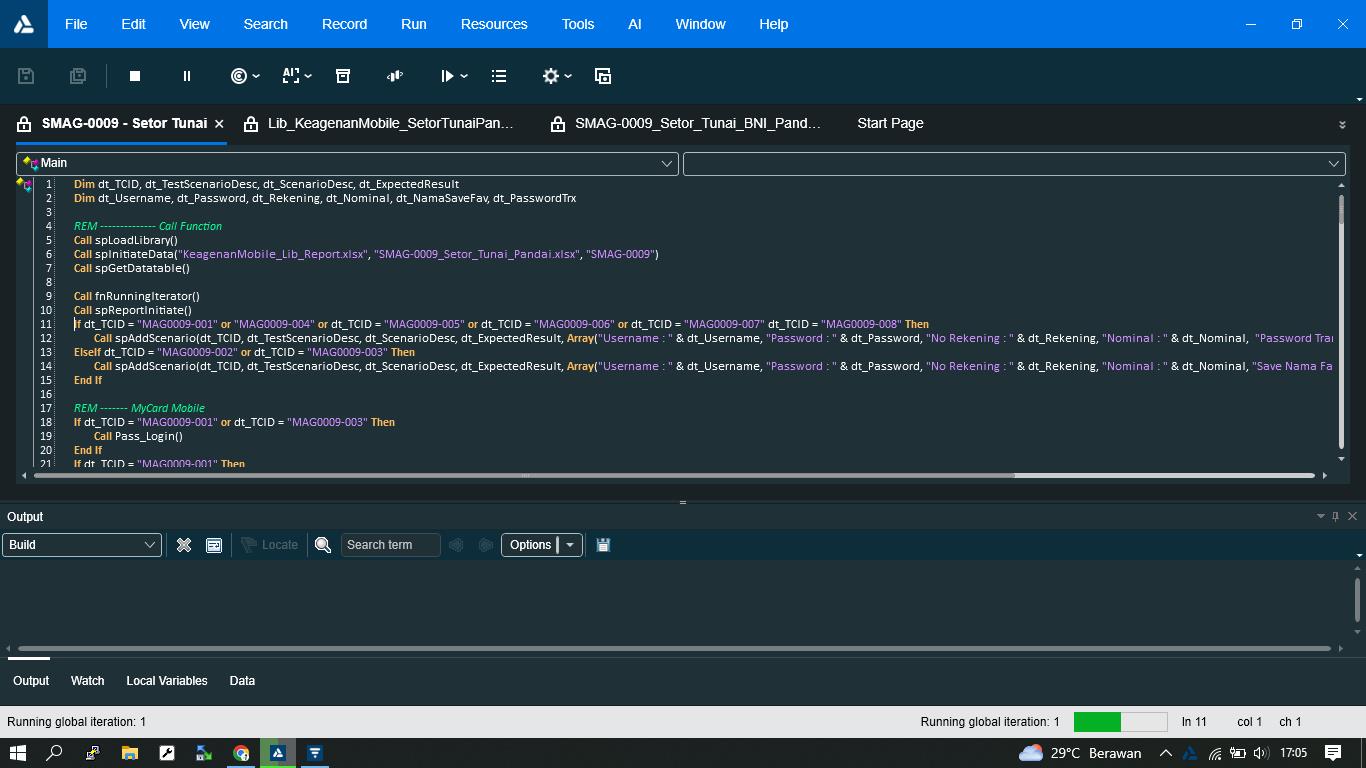 File Edit View Search Record Run Resources Tools AI Window Help
SMAG-0009 - Setor Tunai Lib_KeagenanMobile_SetorTunaiPan... SMAG-0009_Setor_Tunai_BNI_Pand... Start Page
Main
1 Dim dt_TCID, dt_TestScenarioDesc, dt_ScenarioDesc, dt_ExpectedResult
2 Dim dt_Username, dt_Password, dt_Rekening, dt_Nominal, dt_NamaSaveFav, dt_PasswordTrx
3
4 REM -------------- Call Function
5 Call spLoadLibrary()
6 Call spInitiateData("KeagenanMobile_Lib_Report.xlsx", "SMAG-0009_Setor_Tunai_Pandai.xlsx", "SMAG-0009")
7 Call spGetDatatable()
8
9 Call fnRunningIterator()
10 Call spReportInitiate()
11 If dt_TCID = "MAG0009-001" or "MAG0009-004" or dt_TCID = "MAG0009-005" or dt_TCID = "MAG0009-006" or dt_TCID = "MAG0009-007" dt_TCID = "MAG0009-008" Then
12 Call spAddScenario(dt_TCID, dt_TestScenarioDesc, dt_ScenarioDesc, dt_ExpectedResult, Array("Username : " & dt_Username, "Password : " & dt_Password, "No Rekening : " & dt_Rekening, "Nominal : " & dt_Nominal, "Password Tra
13 ElseIf dt_TCID = "MAG0009-002" or dt_TCID = "MAG0009-003" Then
14 Call spAddScenario(dt_TCID, dt_TestScenarioDesc, dt_ScenarioDesc, dt_ExpectedResult, Array("Username : " & dt_Username, "Password : " & dt_Password, "No Rekening : " & dt_Rekening, "Nominal : " & dt_Nominal, "Save Nama Fa
15 End If
16
17 REM ------- MyCard Mobile
18 If dt_TCID = "MAG0009-001" or dt_TCID = "MAG0009-003" Then
19 Call Pass_Login()
20 End If
21 If dt_TCID = "MAG0009-001" Then
Output
Build Locate Search term Options
Output Watch Local Variables Data
Running global iteration: 1 Running global iteration: 1 ln 11 col 1 ch 1
29°C Berawan 17:05